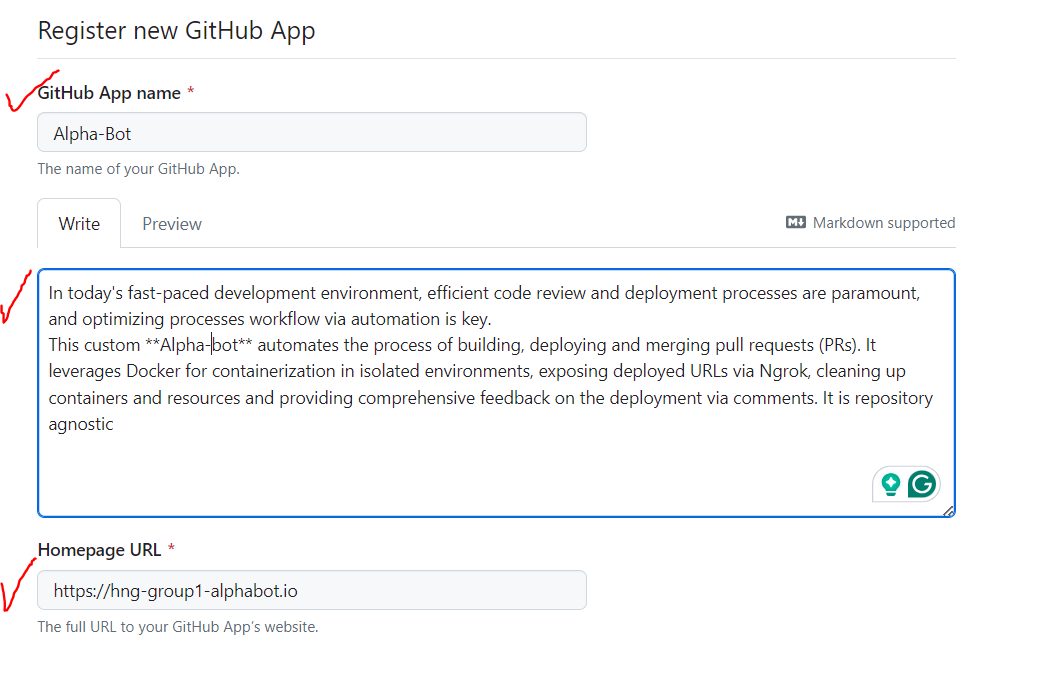 Register new GitHub App
GitHub App name *
Alpha-Bot
The name of your GitHub App.
Write Preview Markdown supported
In today's fast-paced development environment, efficient code review and deployment processes are paramount,
and optimizing processes workflow via automation is key.
This custom **Alpha-bot** automates the process of building, deploying and merging pull requests (PRs). It
leverages Docker for containerization in isolated environments, exposing deployed URLs via Ngrok, cleaning up
containers and resources and providing comprehensive feedback on the deployment via comments. It is repository
agnostic
Homepage URL *
https://hng-group1-alphabot.io
The full URL to your GitHub App's website.